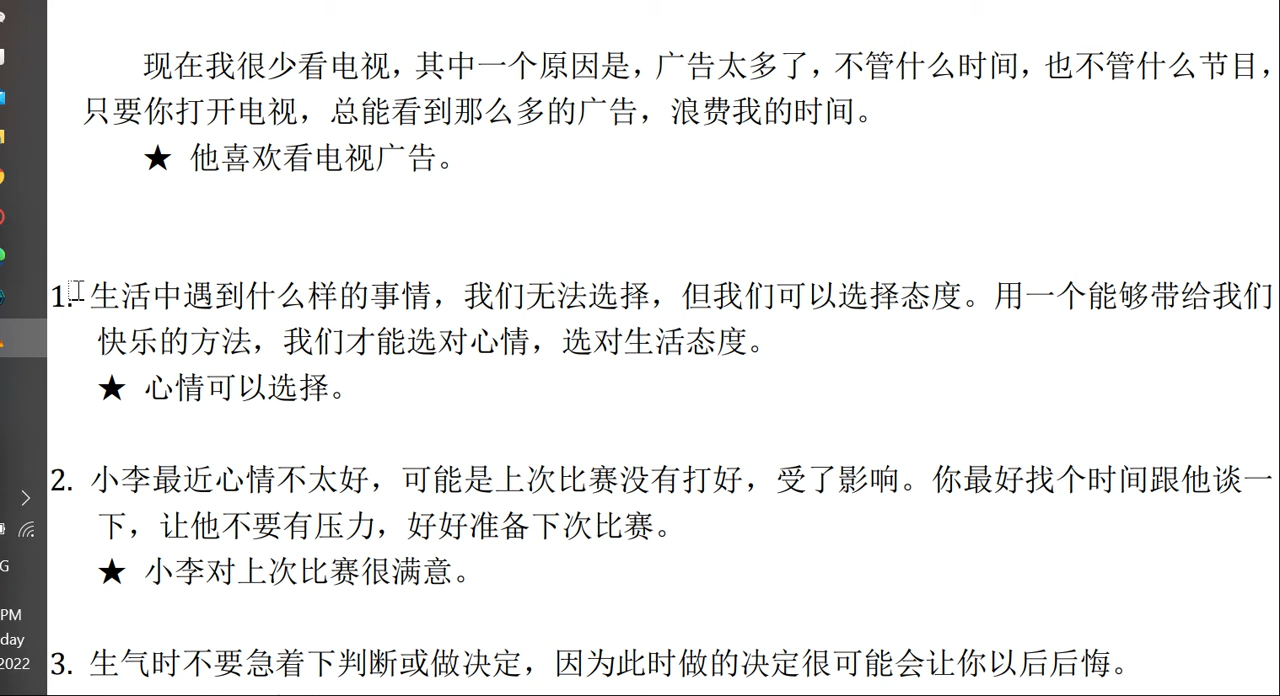 现在我很少看电视，其中一个原因是，广告太多了，不管什么时间，也不管什么节目，
只要你打开电视，总能看到那么多的广告，浪费我的时间。
★ 他喜欢看电视广告。
1. 生活中遇到什么样的事情，我们无法选择，但我们可以选择态度。用一个能够带给我们
快乐的方法，我们才能选对心情，选对生活态度。
★ 心情可以选择。
2. 小李最近心情不太好，可能是上次比赛没有打好，受了影响。你最好找个时间跟他谈一
下，让他不要有压力，好好准备下次比赛。
★ 小李对上次比赛很满意。
G
PM
day
2022
3. 生气时不要急着下判断或做决定，因为此时做的决定很可能会让你以后后悔。